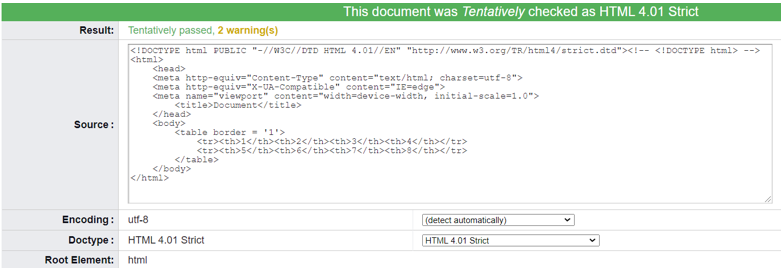 This document was Tentatively checked as HTML 4.01 Strict
Result: Tentatively passed, 2 warning(s)
Source :
<!DOCTYPE html PUBLIC "-//W3C//DTD HTML 4.01//EN" "http://www.w3.org/TR/html4/strict.dtd"><!-- <!DOCTYPE html> -->
<html>
    <head>
    <meta http-equiv="Content-Type" content="text/html; charset=utf-8">
    <meta http-equiv="X-UA-Compatible" content="IE=edge">
    <meta name="viewport" content="width=device-width, initial-scale=1.0">
        <title>Document</title>
    </head>
    <body>
        <table border = '1'>
            <tr><th>1</th><th>2</th><th>3</th><th>4</th></tr>
            <tr><th>5</th><th>6</th><th>7</th><th>8</th></tr>
        </table>
    </body>
</html>
Encoding : utf-8 (detect automatically)
Doctype : HTML 4.01 Strict HTML 4.01 Strict
Root Element: html